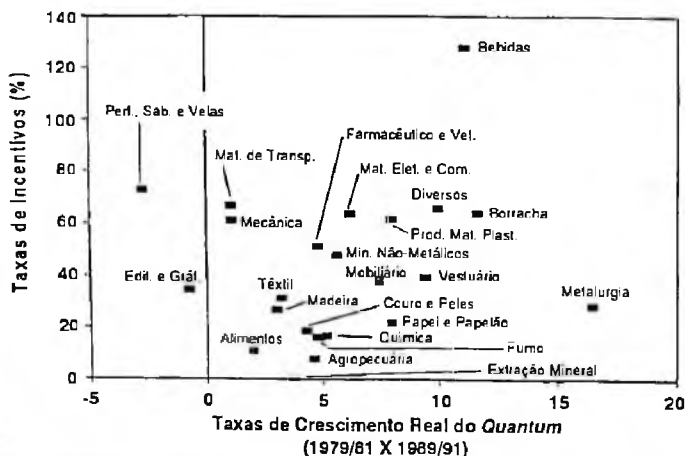 140
120
100
80
60
40
20
0
Taxas de Incentivos (%)
Bebidas
Perf., Sáb. e Velas
Farmacêutico e Vet.
Mat. de Transp.
Mat. Elet. e Com.
Diversos
Borracha
Mecânica
Prod. Mat. Plast.
Min. Não-Metálicos
Mobiliário
Vestuário
Edit. e Gráf.
Têxtil
Metalurgia
Madeira
Couro e Peles
Papel e Papelão
Alimentos
Química
Fumo
Agropecuária
Extração Mineral
-5
0
5
10
15
20
Taxas de Crescimento Real do Quantum
(1979/81 X 1989/91)